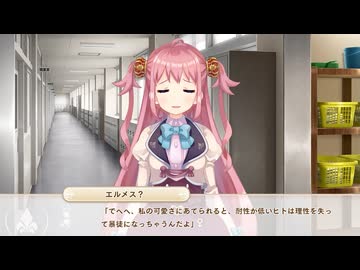 エルメス？
「でへへ、私の可愛さにあてられると、耐性が低いヒトは理性を失っ
て暴徒になっちゃうんだよ」